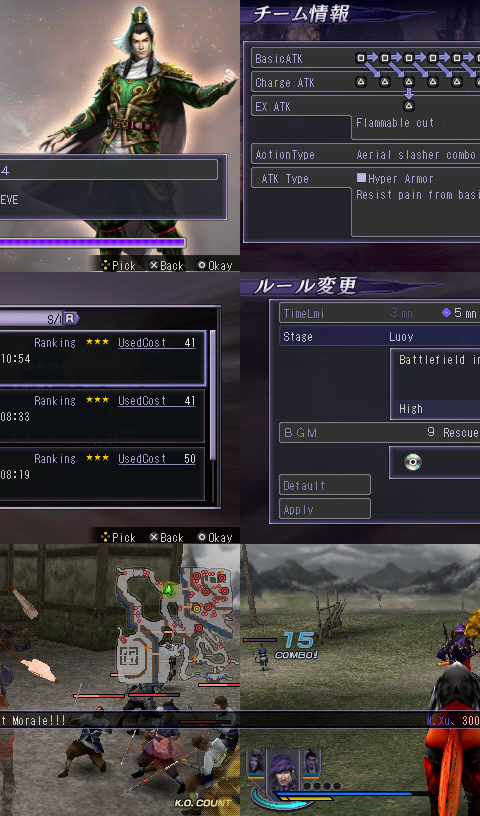 4
EVE
Pick Back Okay
チーム情報
BasicATK
Charge ATK
EX ATK
Flammable cut
ActionType Aerial slasher combo
ATK Type Hyper Armor
Resist pain from basi
S/l R
Ranking ★★★ UsedCost 41
10:54
Ranking ★★★ UsedCost 41
08:33
Ranking ★★★ UsedCost 50
08:19
Pick Back Okay
ルール変更
TimeLmi 3 mn 5 mn
Stage Luoy
Battlefield in
High
BGM 9 Rescue
Default
Apply
t Morale!!!
K.O. COUNT
15
COMBO!
Xu 300